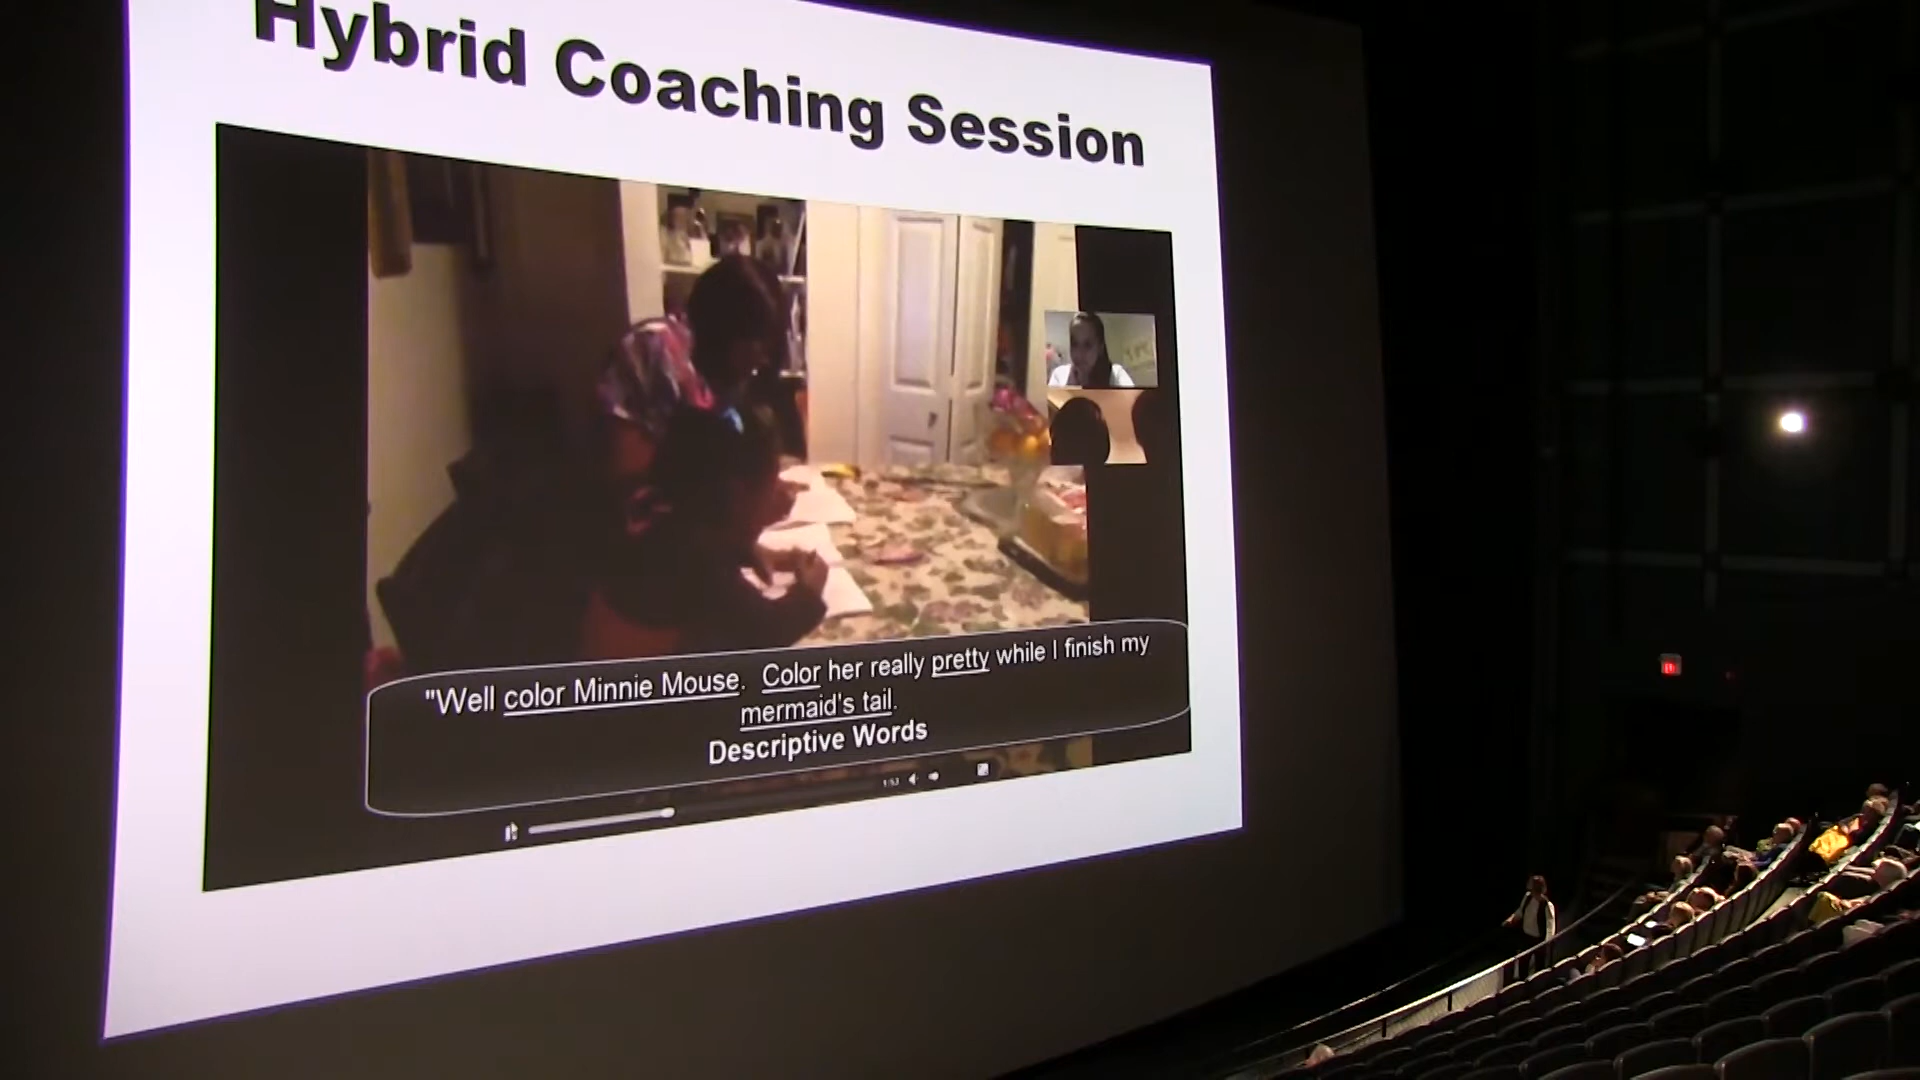 Hybrid Coaching Session
"Well color Minnie Mouse. Color her really pretty while I finish my
mermaid's tail.
Descriptive Words